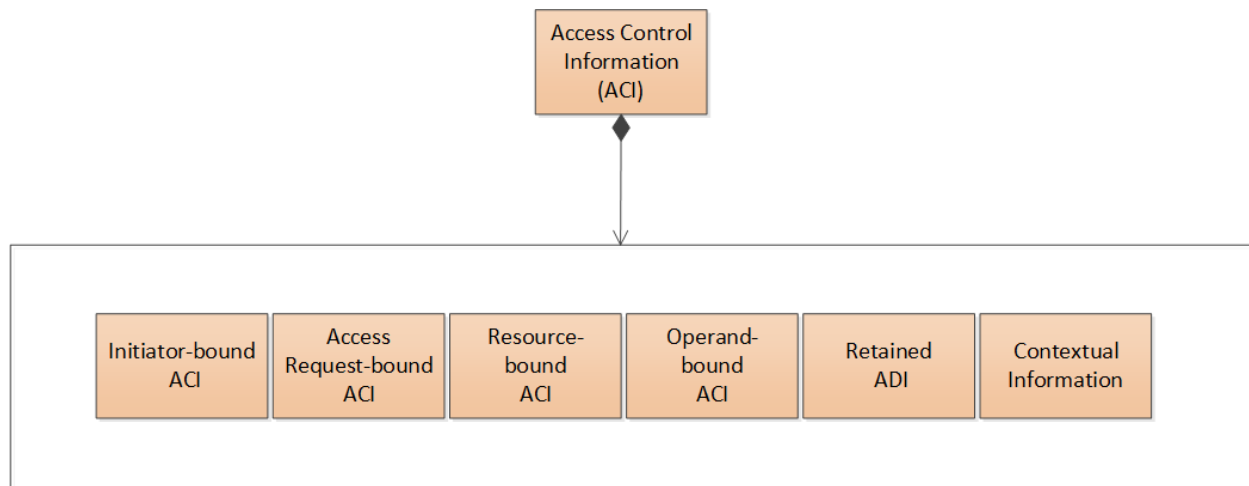 Access Control
Information
(ACI)
Initiator-bound
ACI
Access
Request-bound
ACI
Resource-
bound
ACI
Operand-
bound
ACI
Retained
ADI
Contextual
Information